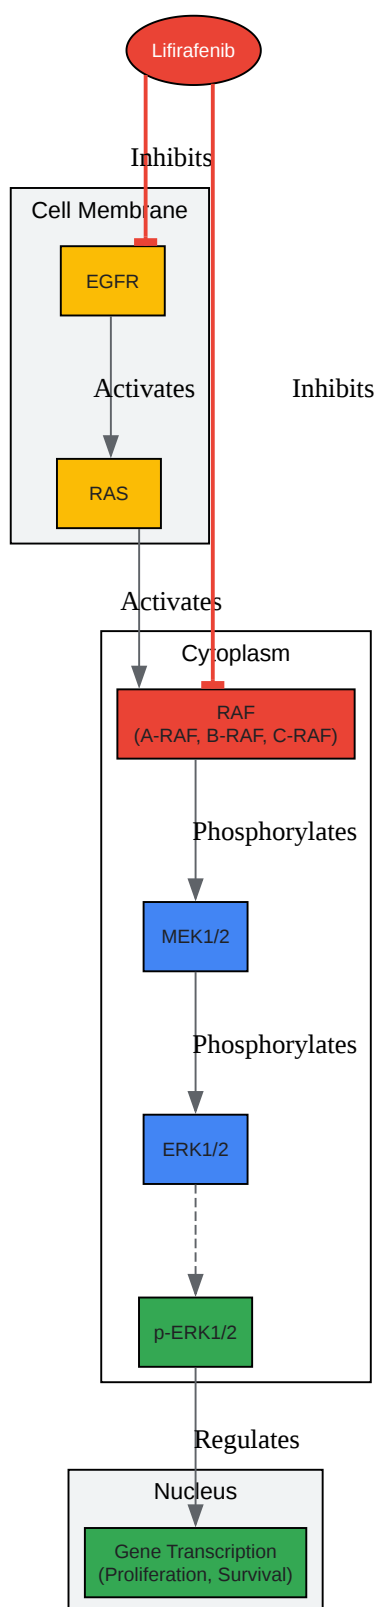 Lifirafenib
Inhibits
Cell Membrane
EGFR
Activates
Inhibits
RAS
Activates
Cytoplasm
RAF
(A-RAF, B-RAF, C-RAF)
Phosphorylates
MEK1/2
Phosphorylates
ERK1/2
p-ERK1/2
Regulates
Nucleus
Gene Transcription
(Proliferation, Survival)